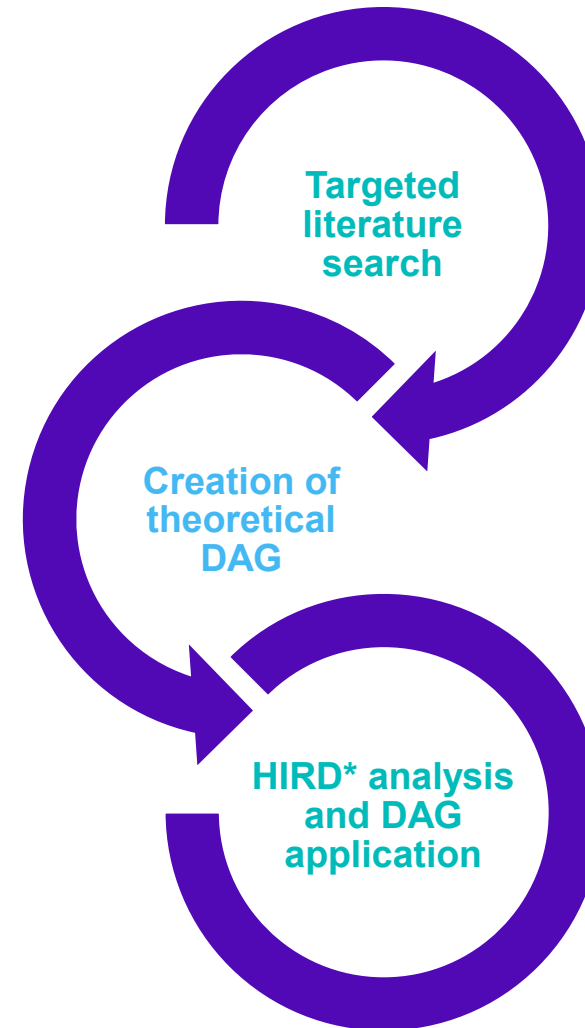 Targeted
literature
search
Creation of
theoretical
DAG
HIRD* analysis
and DAG
application